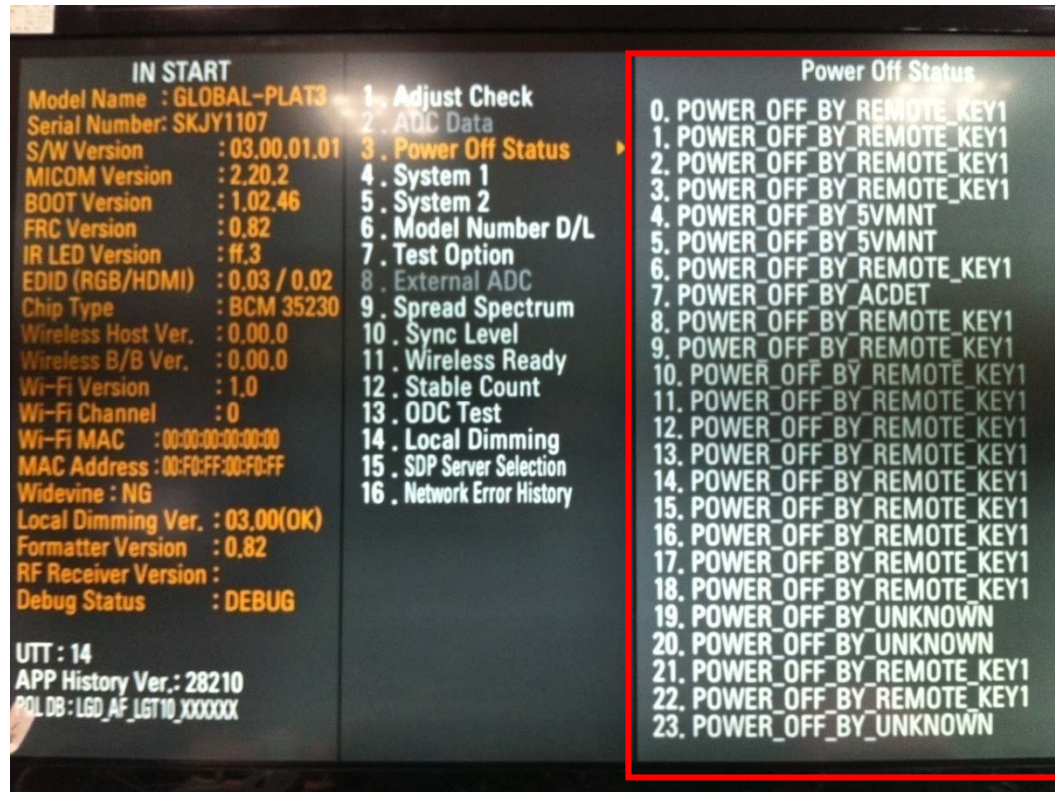 IN START
Model Name : GLOBAL-PLAT3
Serial Number: SKJY1107
S/W Version : 03.00.01.01
MICOM Version : 2.20.2
BOOT Version : 1.02.46
FRC Version : 0.82
IR LED Version : ff.3
EDID (RGB/HDMI) : 0.03 / 0.02
Chip Type : BCM 35230
Wireless Host Ver. : 0.00.0
Wireless B/B Ver. : 0.00.0
Wi-Fi Version : 1.0
Wi-Fi Channel : 0
Wi-Fi MAC : 00:00:00:00:00:00
MAC Address : 00:F0:FF:00:F0:FF
Widevine : NG
Local Dimming Ver. : 03.00(OK)
Formatter Version : 0.82
RF Receiver Version :
Debug Status : DEBUG
UTT : 14
APP History Ver.: 28210
PQL DB : LGD_AF_LGT10_XXXXXX
1 . Adjust Check
2 . ADC Data
3 . Power Off Status
4 . System 1
5 . System 2
6 . Model Number D/L
7 . Test Option
8 . External ADC
9 . Spread Spectrum
10 . Sync Level
11 . Wireless Ready
12 . Stable Count
13 . ODC Test
14 . Local Dimming
15 . SDP Server Selection
16 . Network Error History
Power Off Status
0. POWER_OFF_BY_REMOTE_KEY1
1. POWER_OFF_BY_REMOTE_KEY1
2. POWER_OFF_BY_REMOTE_KEY1
3. POWER_OFF_BY_REMOTE_KEY1
4. POWER_OFF_BY_5VMNT
5. POWER_OFF_BY_5VMNT
6. POWER_OFF_BY_REMOTE_KEY1
7. POWER_OFF_BY_ACDET
8. POWER_OFF_BY_REMOTE_KEY1
9. POWER_OFF_BY_REMOTE_KEY1
10. POWER_OFF_BY_REMOTE_KEY1
11. POWER_OFF_BY_REMOTE_KEY1
12. POWER_OFF_BY_REMOTE_KEY1
13. POWER_OFF_BY_REMOTE_KEY1
14. POWER_OFF_BY_REMOTE_KEY1
15. POWER_OFF_BY_REMOTE_KEY1
16. POWER_OFF_BY_REMOTE_KEY1
17. POWER_OFF_BY_REMOTE_KEY1
18. POWER_OFF_BY_REMOTE_KEY1
19. POWER_OFF_BY_UNKNOWN
20. POWER_OFF_BY_UNKNOWN
21. POWER_OFF_BY_REMOTE_KEY1
22. POWER_OFF_BY_REMOTE_KEY1
23. POWER_OFF_BY_UNKNOWN